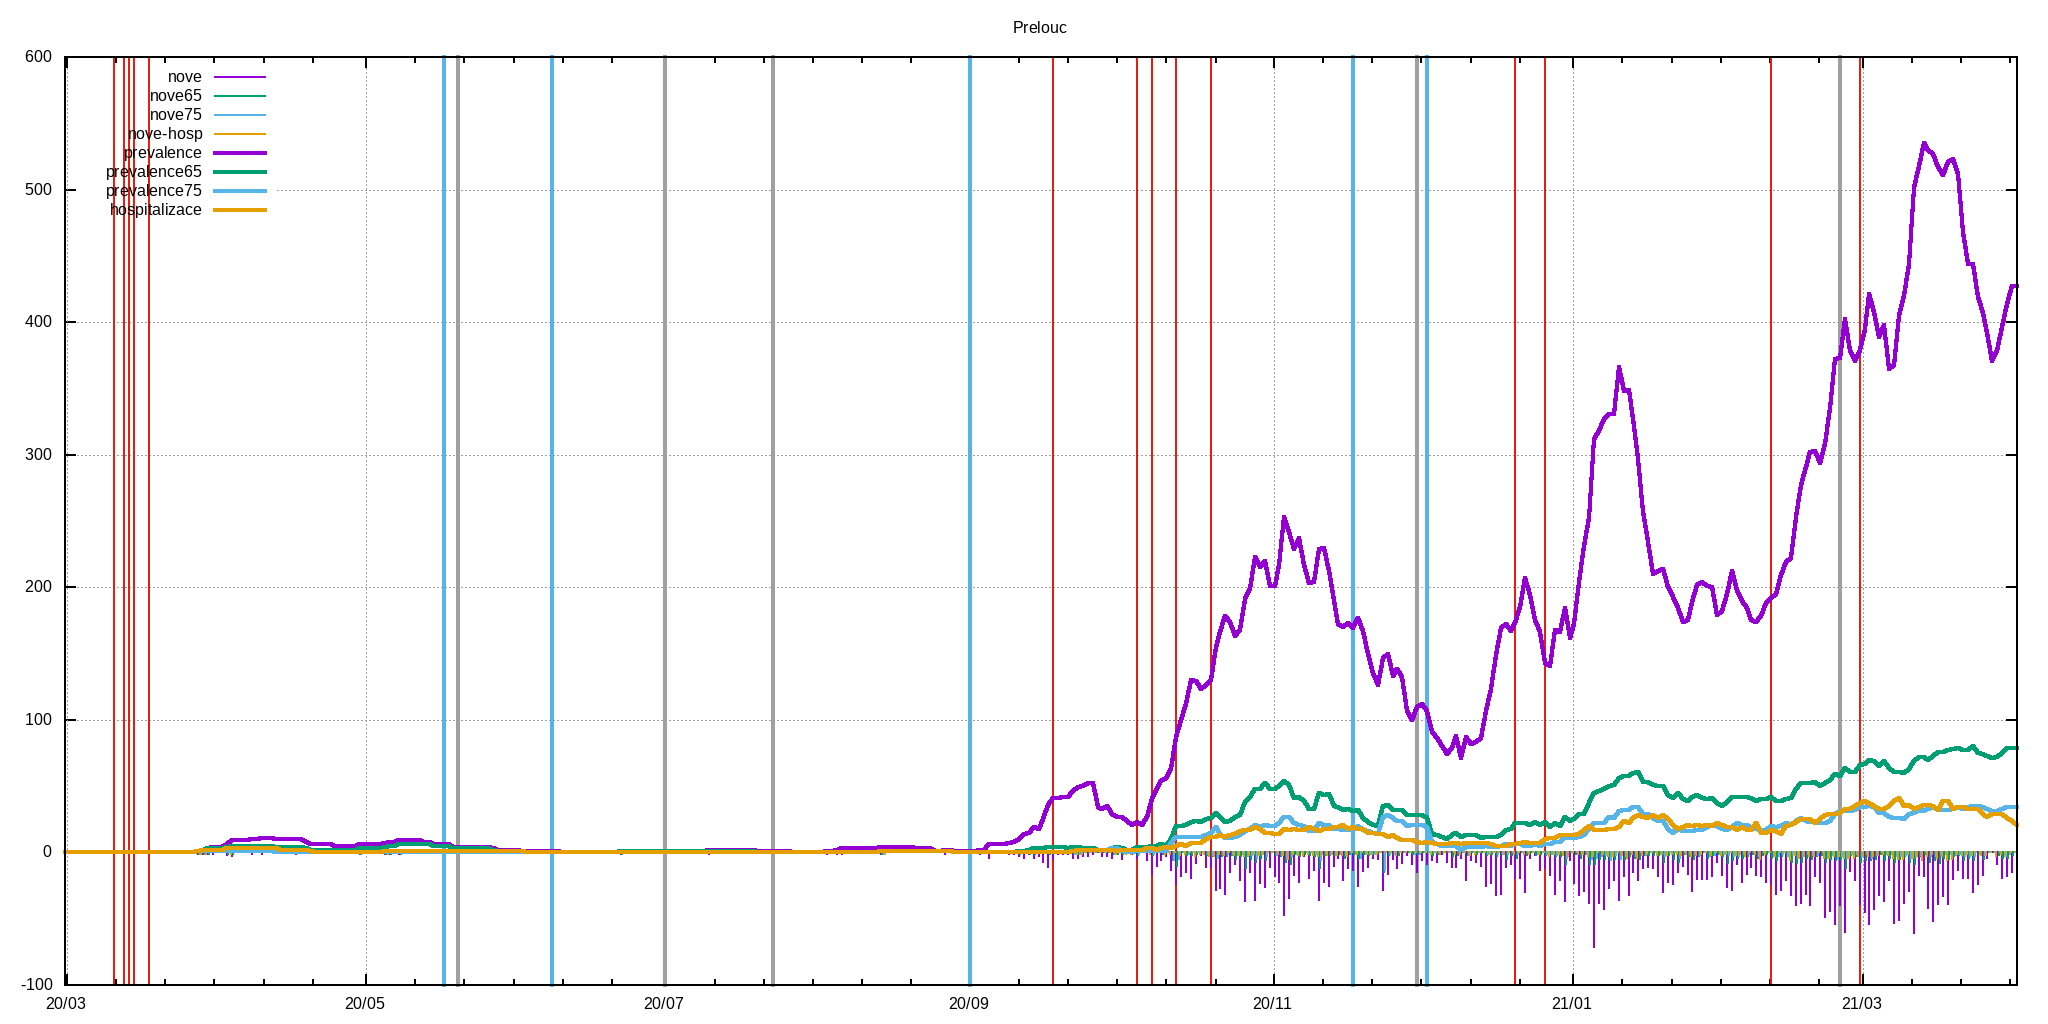 Prelouc
600
500
400
300
200
100
0
-100
nove
nove65
nove75
nove-hosp
prevalence
prevalence65
prevalence75
hospitalizace
20/03 20/05 20/07 20/09 20/11 21/01 21/03